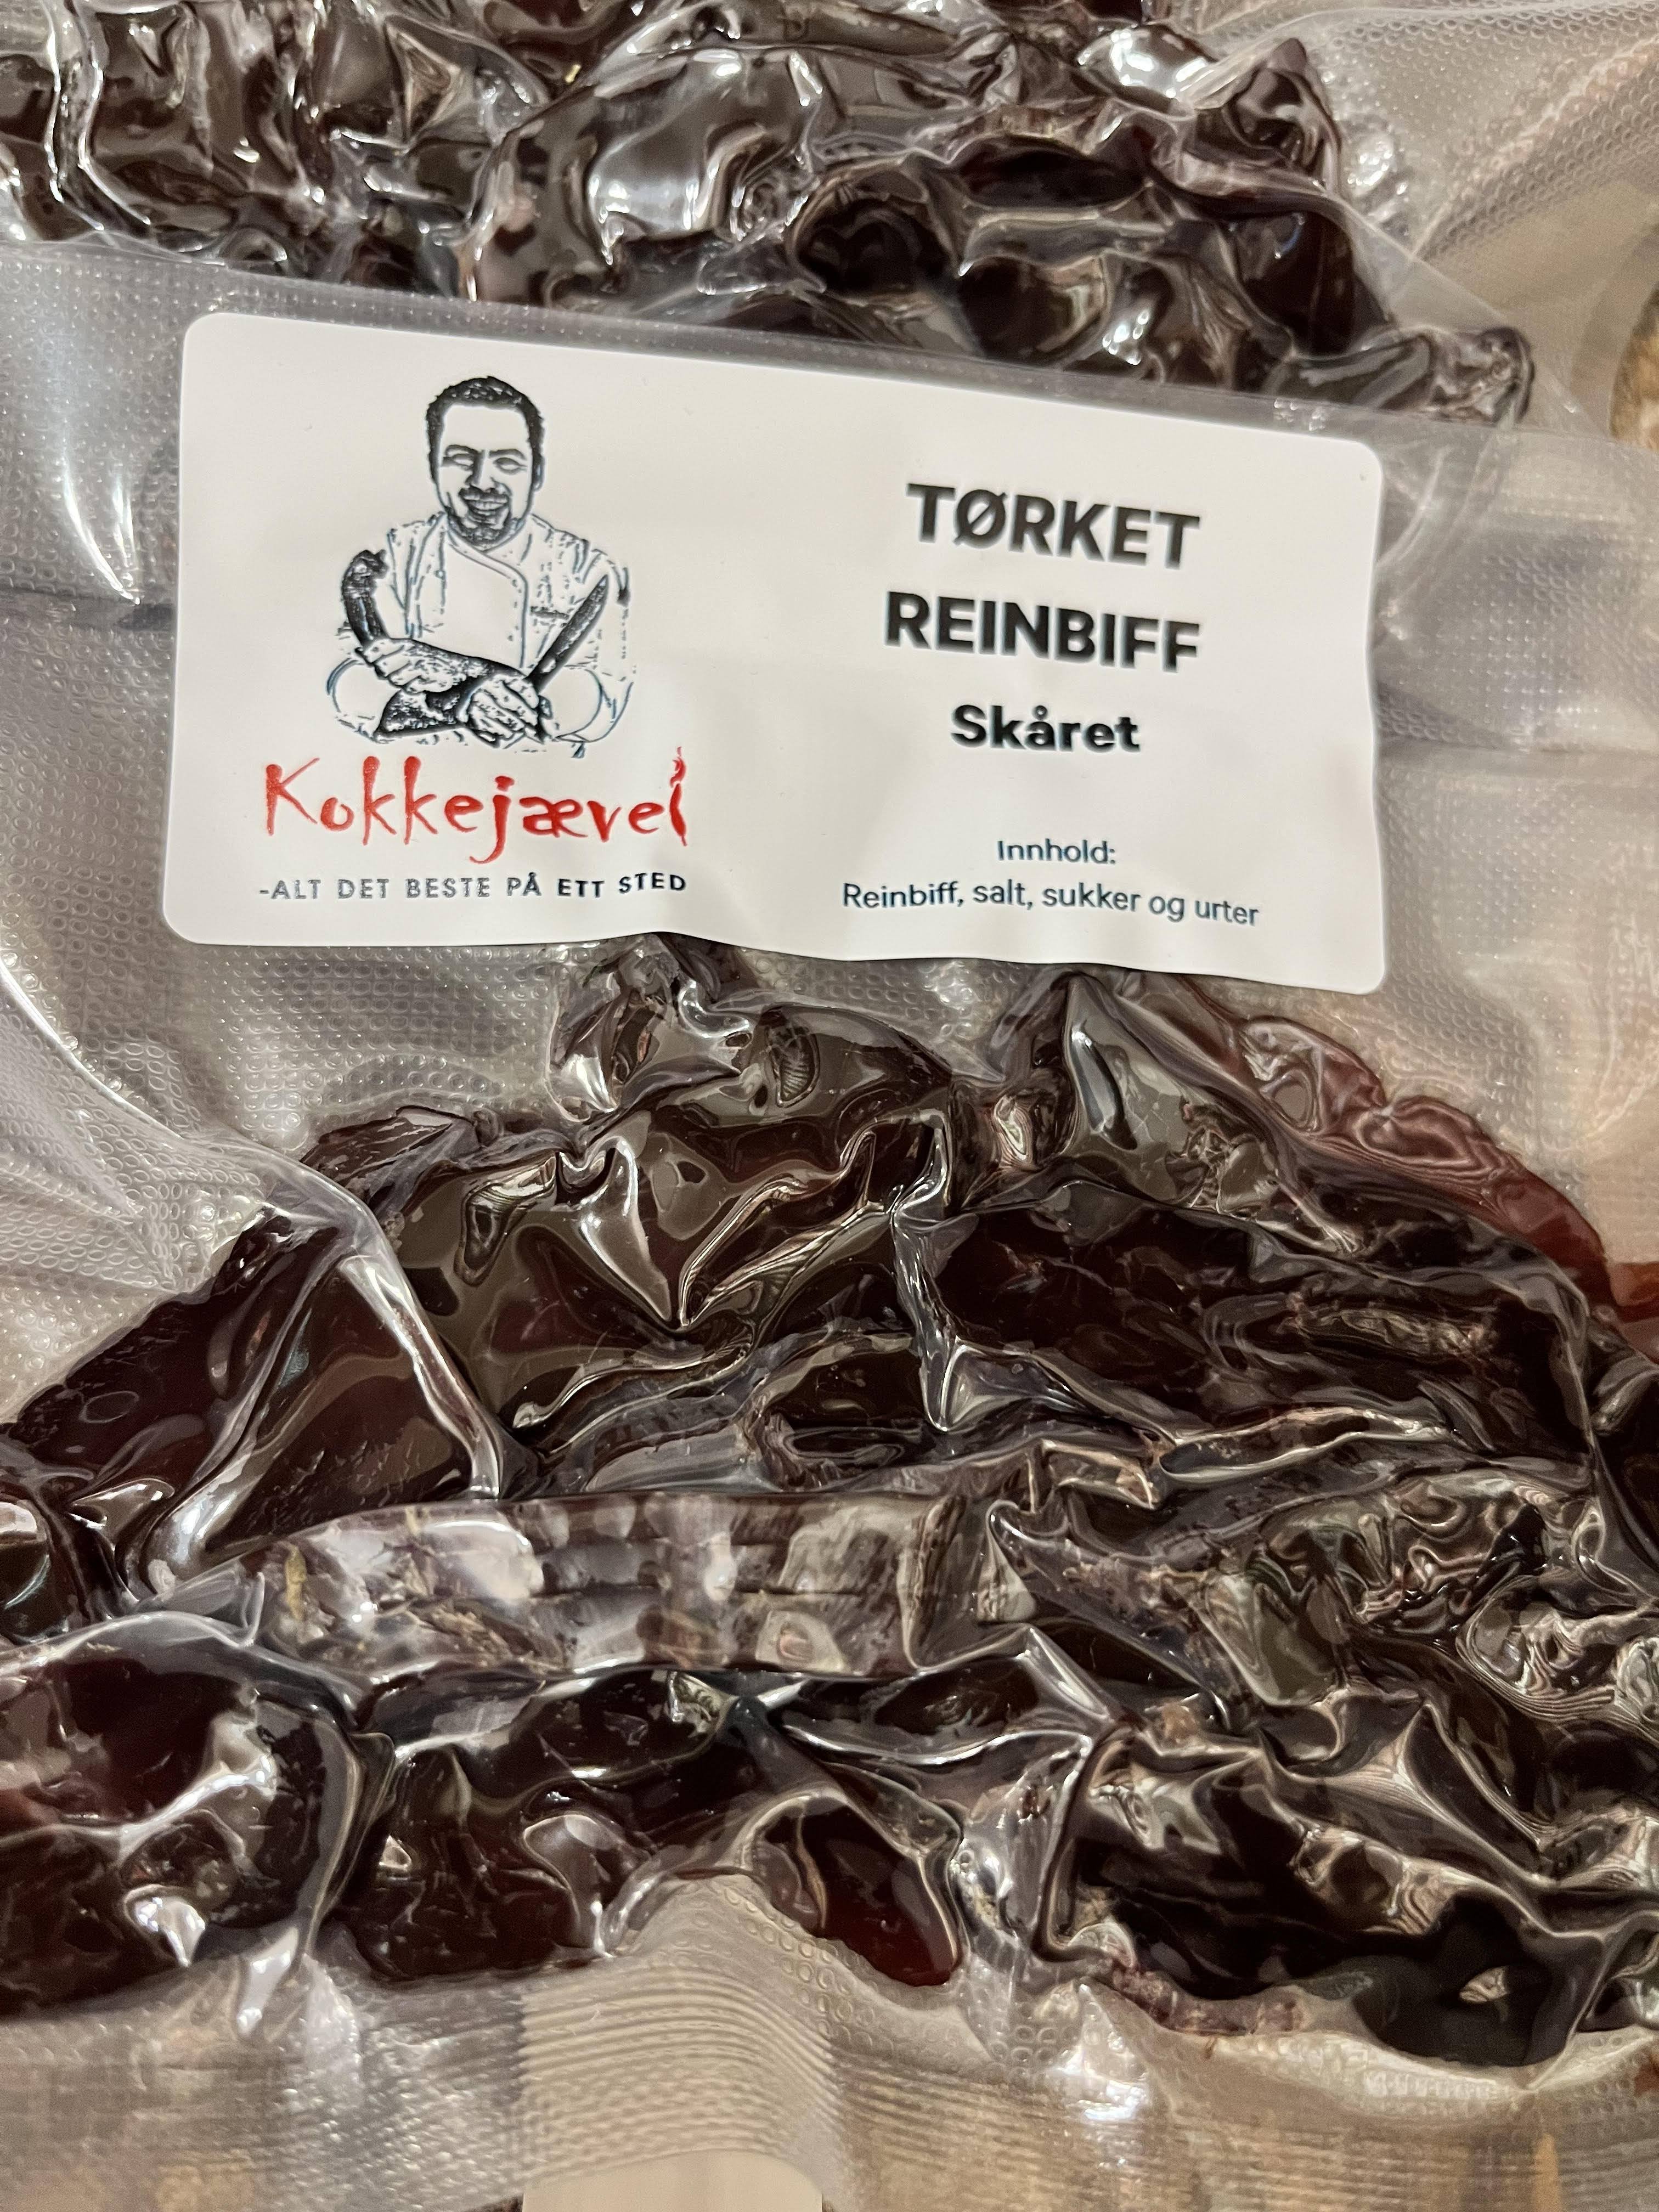 TØRKET
REINBIFF
Skåret
Innhold:
Reinbiff, salt, sukker og urter
Kokkejævel
-ALT DET BESTE PÅ ETT STED